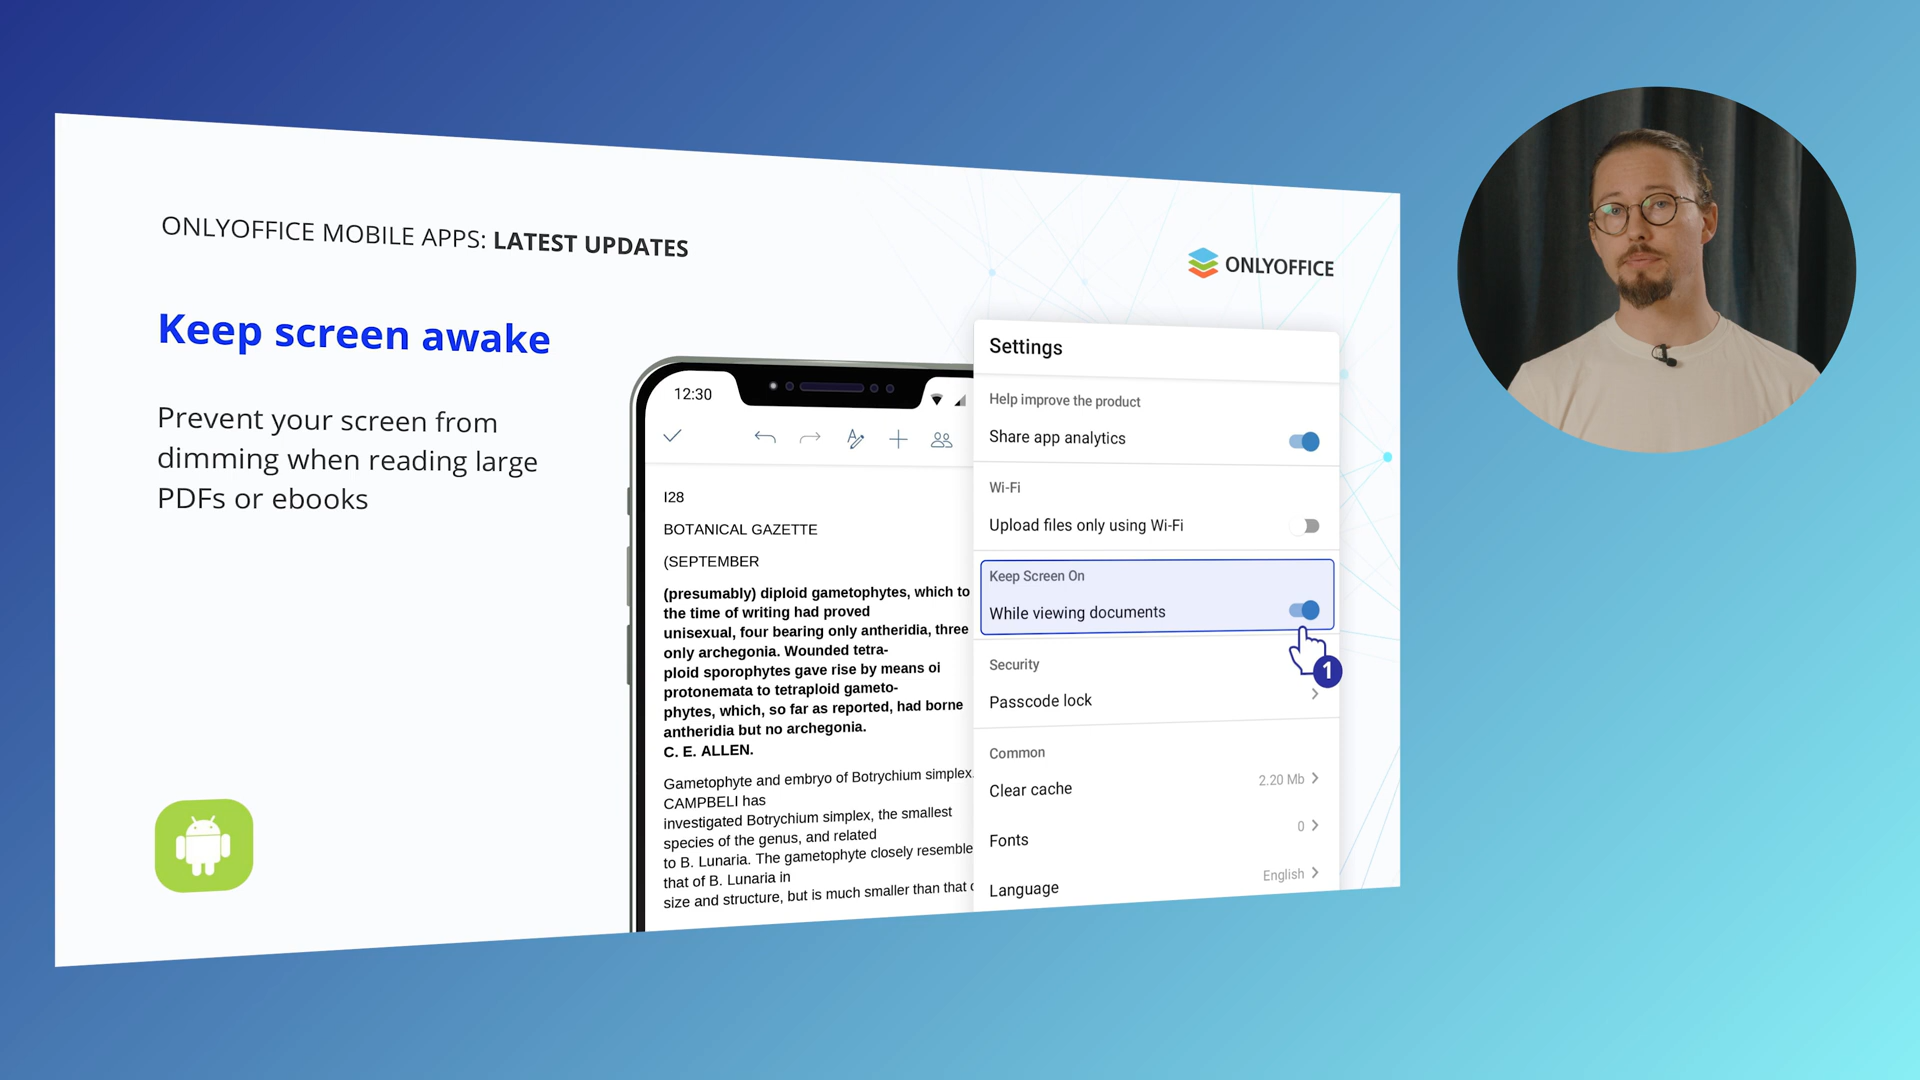 ONLYOFFICE MOBILE APPS: LATEST UPDATES
ONLYOFFICE
Keep screen awake
Prevent your screen from
dimming when reading large
PDFs or ebooks
12:30
I28
BOTANICAL GAZETTE
(SEPTEMBER
(presumably) diploid gametophytes, which to
the time of writing had proved
unisexual, four bearing only antheridia, three
only archegonia. Wounded tetra-
ploid sporophytes gave rise by means oi
protonemata to tetraploid gameto-
phytes, which, so far as reported, had borne
antheridia but no archegonia.
C. E. ALLEN.
Gametophyte and embryo of Botrychium simplex.
CAMPBELI has
investigated Botrychium simplex, the smallest
species of the genus, and related
to B. Lunaria. The gametophyte closely resemble
that of B. Lunaria in
size and structure, but is much smaller than that
Settings
Help improve the product
Share app analytics
Wi-Fi
Upload files only using Wi-Fi
Keep Screen On
While viewing documents
1
Security
Passcode lock
Common
Clear cache 2.20 Mb
Fonts 0
Language English